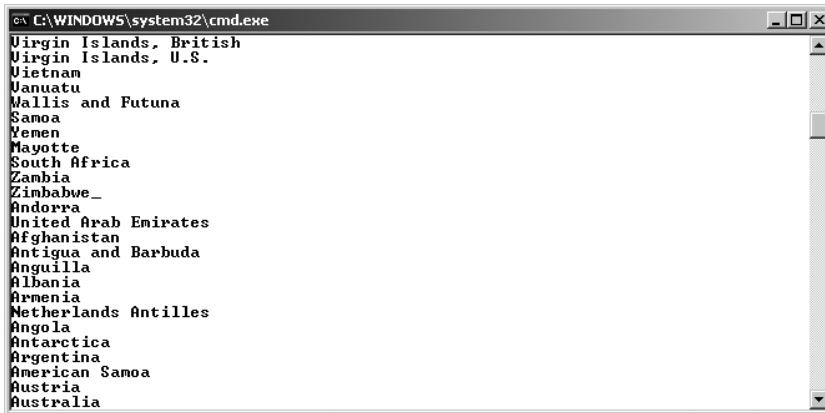 C:\WINDOWS\system32\cmd.exe
Virgin Islands, British
Virgin Islands, U.S.
Vietnam
Vanuatu
Wallis and Futuna
Samoa
Yemen
Mayotte
South Africa
Zambia
Zimbabwe_
Andorra
United Arab Emirates
Afghanistan
Antigua and Barbuda
Anguilla
Albania
Armenia
Netherlands Antilles
Angola
Antarctica
Argentina
American Samoa
Austria
Australia